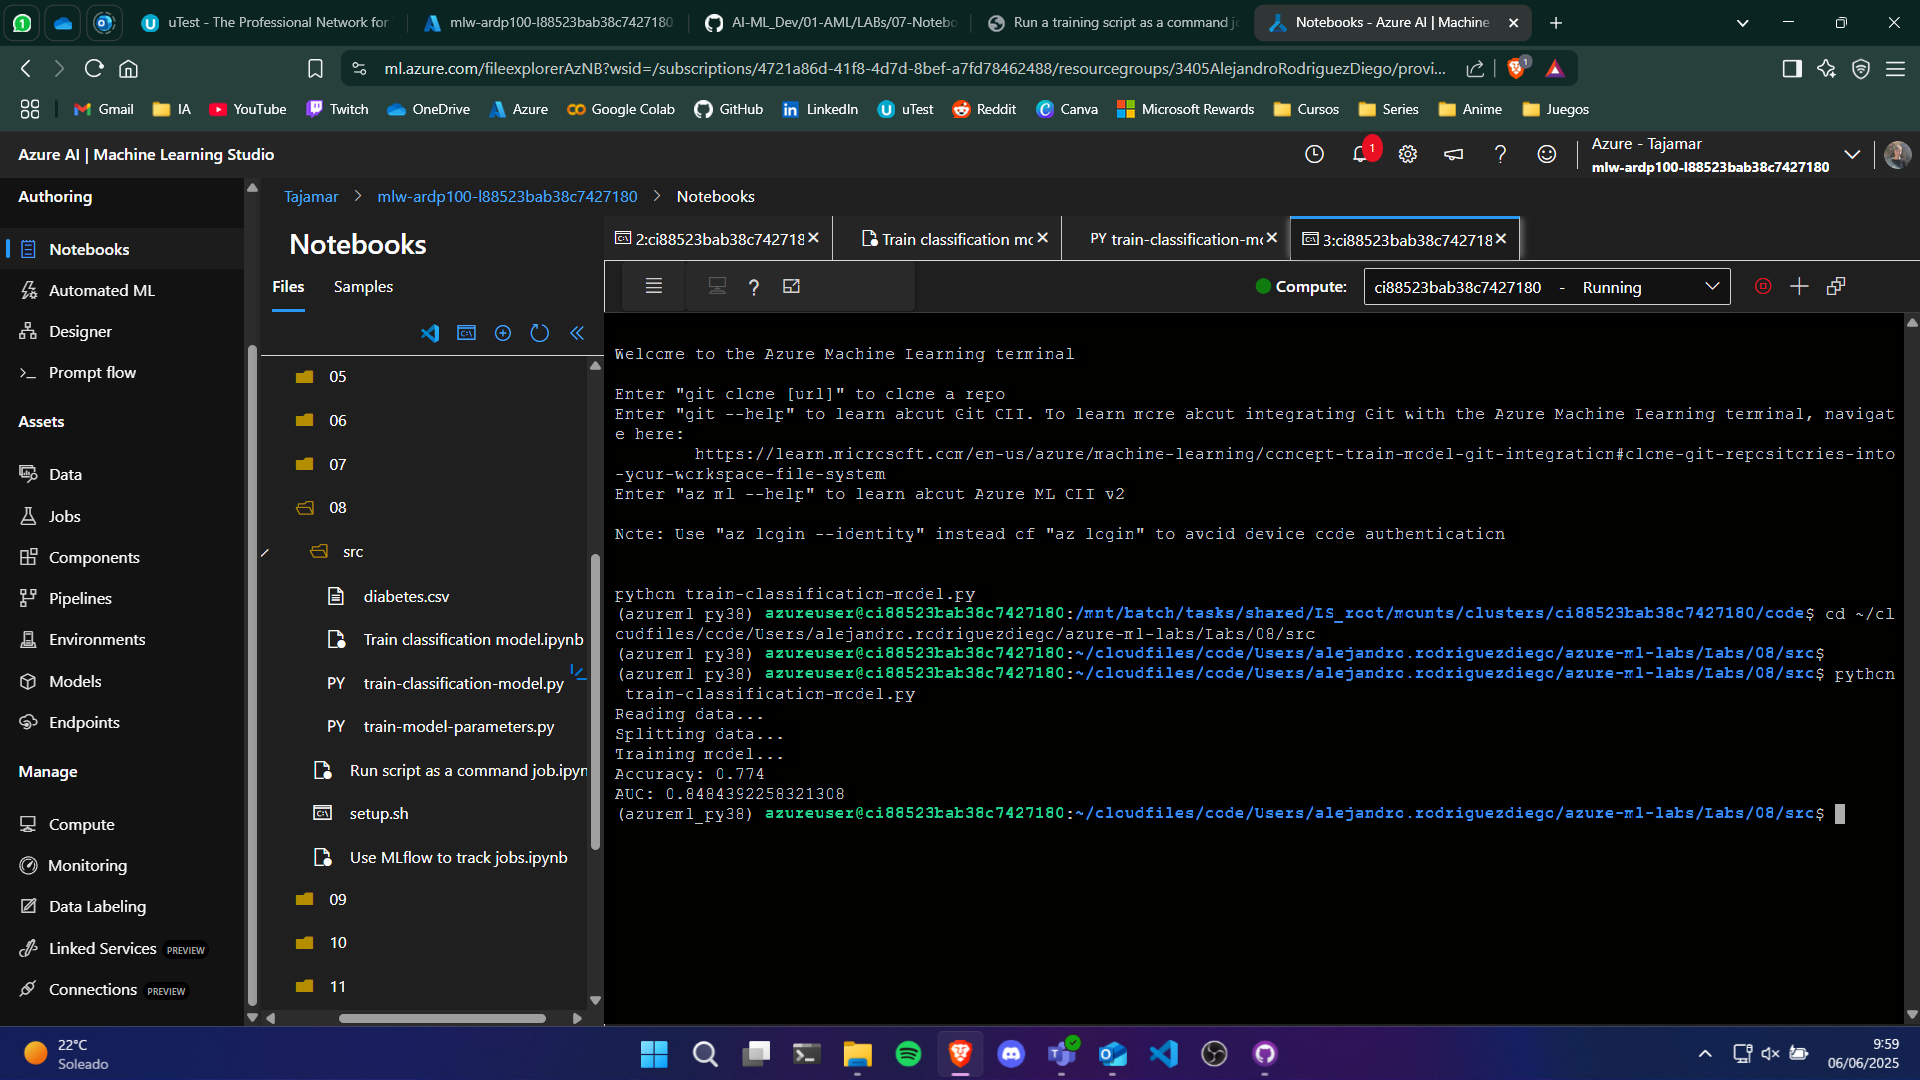 uTest - The Professional Network for
mlw-ardp100-l88523bab38c7427180
AI-ML_Dev/01-AML/LABs/07-Notebo
Run a training script as a command jo
Notebooks - Azure AI | Machine
ml.azure.com/fileexplorerAzNB?wsid=/subscriptions/4721a86d-41f8-4d7d-8bef-a7fd78462488/resourcegroups/3405AlejandroRodriguezDiego/provi...
1
Gmail
IA
YouTube
Twitch
OneDrive
Azure
Google Colab
GitHub
LinkedIn
uTest
Reddit
Canva
Microsoft Rewards
Cursos
Series
Anime
Juegos
Azure AI | Machine Learning Studio
1
Azure - Tajamar
mlw-ardp100-l88523bab38c7427180
Authoring
Notebooks
Automated ML
Designer
Prompt flow
Assets
Data
Jobs
Components
Pipelines
Environments
Models
Endpoints
Manage
Compute
Monitoring
Data Labeling
Linked Services PREVIEW
Connections PREVIEW
Tajamar > mlw-ardp100-l88523bab38c7427180 > Notebooks
Notebooks
Files
Samples
05
06
07
08
src
diabetes.csv
Train classification model.ipynb
PY train-classification-model.py
PY train-model-parameters.py
Run script as a command job.ipyn
setup.sh
Use MLflow to track jobs.ipynb
09
10
11
2:ci88523bab38c742718
Train classification mo
PY train-classification-mo
3:ci88523bab38c742718
Compute:
ci88523bab38c7427180 - Running
Welcome to the Azure Machine Learning terminal
Enter "git clone [url]" to clone a repo
Enter "git --help" to learn about Git CLI. To learn more about integrating Git with the Azure Machine Learning terminal, navigat
e here:
https://learn.microsoft.com/en-us/azure/machine-learning/concept-train-model-git-integration#clone-git-repositories-into
-your-workspace-file-system
Enter "az ml --help" to learn about Azure ML CLI v2
Note: Use "az login --identity" instead of "az login" to avoid device code authentication
python train-classification-model.py
(azureml_py38) azureuser@ci88523bab38c7427180:/mnt/batch/tasks/shared/LS_root/mounts/clusters/ci88523bab38c7427180/code$ cd ~/cl
oudfiles/code/Users/alejandro.rodriguezdiego/azure-ml-labs/Labs/08/src
(azureml_py38) azureuser@ci88523bab38c7427180:~/cloudfiles/code/Users/alejandro.rodriguezdiego/azure-ml-labs/Labs/08/src$
(azureml_py38) azureuser@ci88523bab38c7427180:~/cloudfiles/code/Users/alejandro.rodriguezdiego/azure-ml-labs/Labs/08/src$ python
train-classification-model.py
Reading data...
Splitting data...
Training model...
Accuracy: 0.774
AUC: 0.8484392258321308
(azureml_py38) azureuser@ci88523bab38c7427180:~/cloudfiles/code/Users/alejandro.rodriguezdiego/azure-ml-labs/Labs/08/src$
22°C
Soleado
9:59
06/06/2025